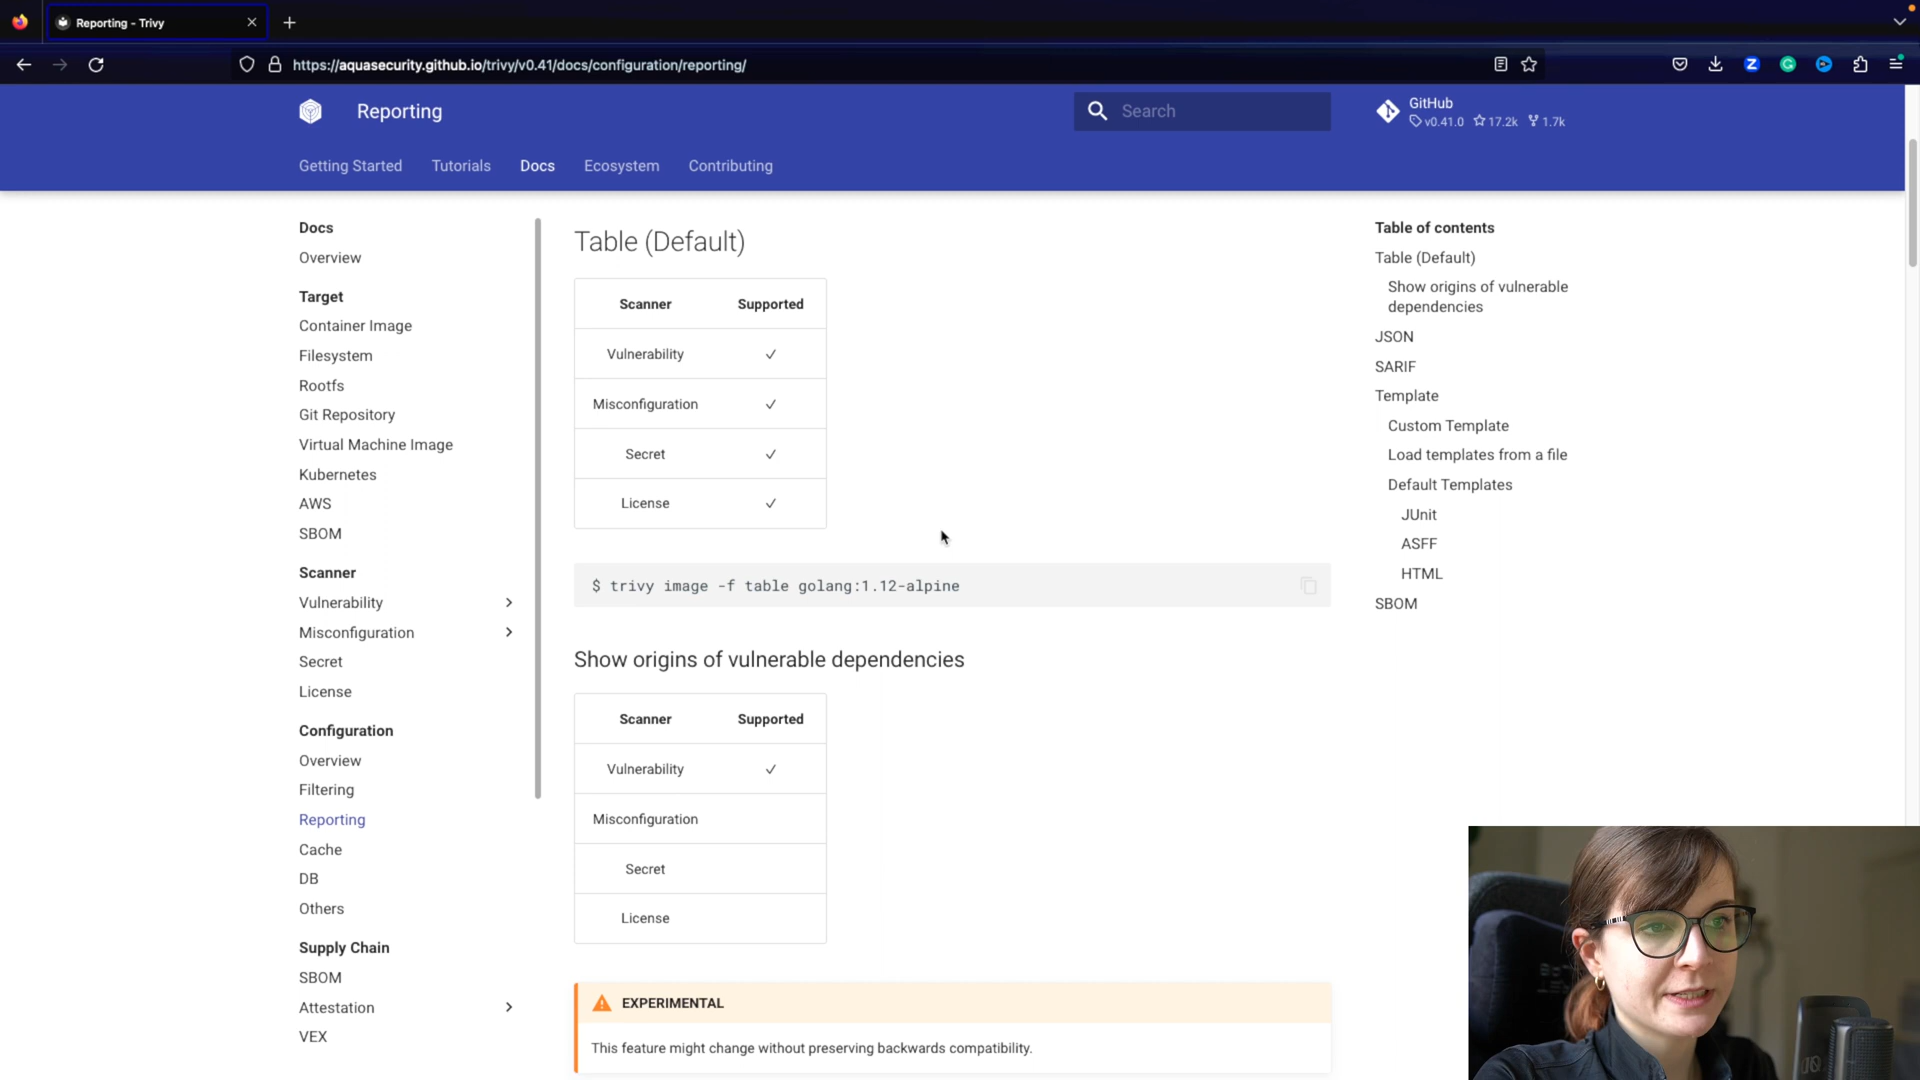 Reporting - Trivy
https://aquasecurity.github.io/trivy/v0.41/docs/configuration/reporting/
Reporting
Search
GitHub
v0.41.0 17.2k 1.7k
Getting Started Tutorials Docs Ecosystem Contributing
Docs
Overview
Target
Container Image
Filesystem
Rootfs
Git Repository
Virtual Machine Image
Kubernetes
AWS
SBOM
Scanner
Vulnerability
Misconfiguration
Secret
License
Configuration
Overview
Filtering
Reporting
Cache
DB
Others
Supply Chain
SBOM
Attestation
VEX
Table (Default)
Scanner Supported
Vulnerability ✓
Misconfiguration ✓
Secret ✓
License ✓
$ trivy image -f table golang:1.12-alpine
Show origins of vulnerable dependencies
Scanner Supported
Vulnerability ✓
Misconfiguration
Secret
License
EXPERIMENTAL
This feature might change without preserving backwards compatibility.
Table of contents
Table (Default)
Show origins of vulnerable
dependencies
JSON
SARIF
Template
Custom Template
Load templates from a file
Default Templates
JUnit
ASFF
HTML
SBOM